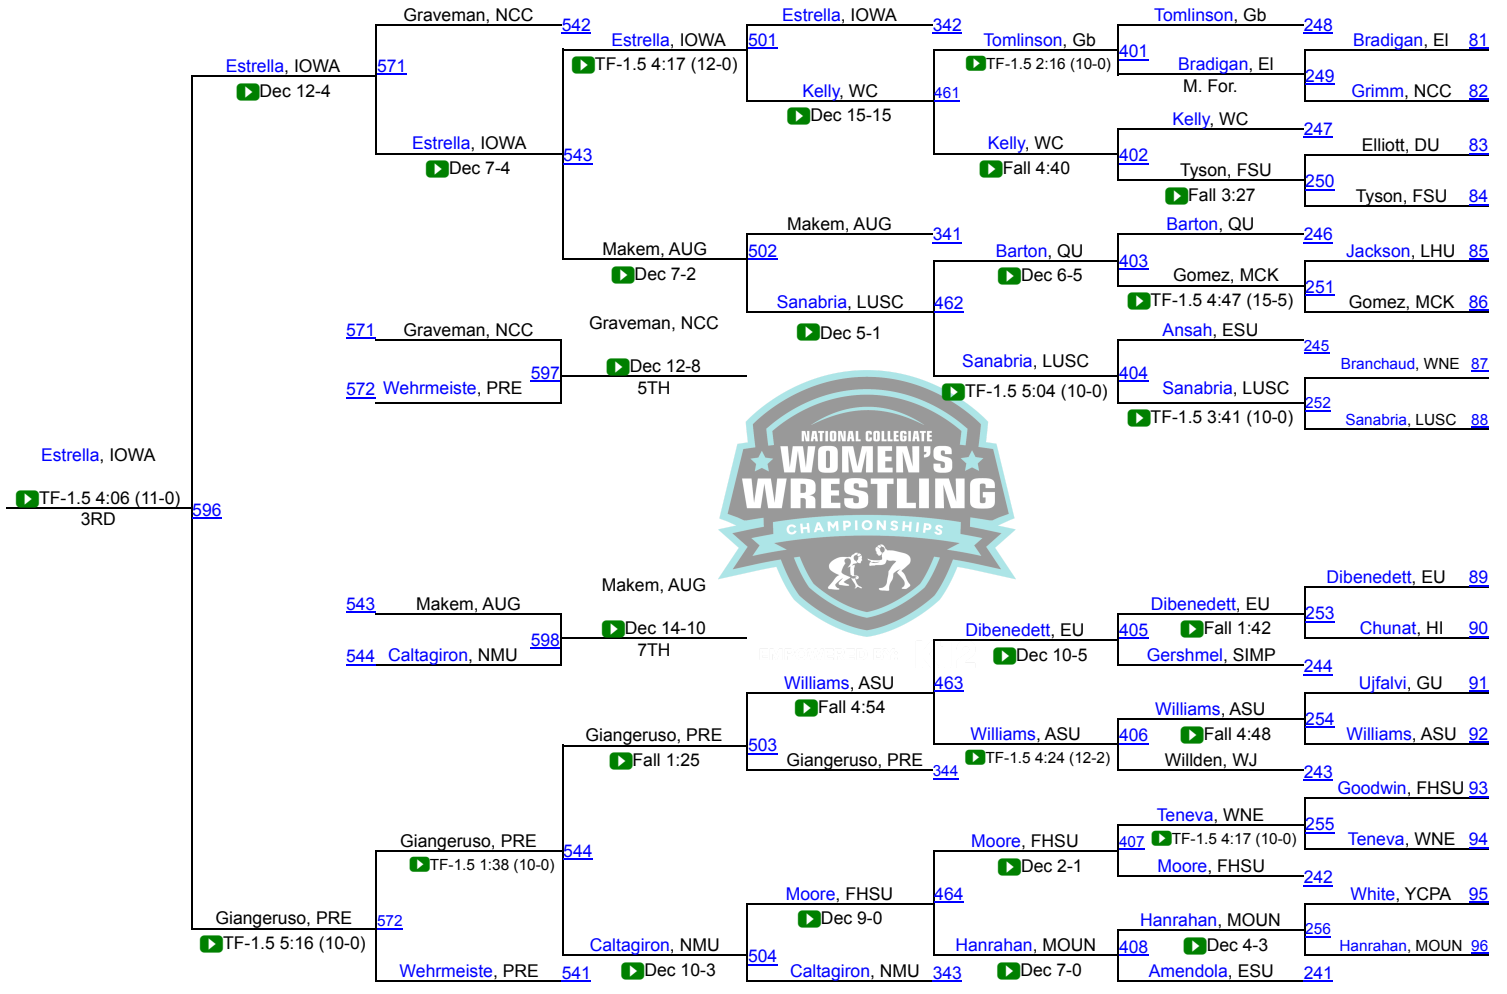 Graveman, NCC
542
Estrella, IOWA
342
Tomlinson, Gb
248
Estrella, IOWA
501
Tomlinson, Gb
401
Bradigan, El
81
Estrella, IOWA
571
TF-1.5 4:17 (12-0)
TF-1.5 2:16 (10-0)
Bradigan, El
249
Dec 12-4
Kelly, WC
461
M. For.
Grimm, NCC
82
Dec 15-15
Kelly, WC
247
Estrella, IOWA
543
Kelly, WC
402
Elliott, DU
83
Dec 7-4
Fall 4:40
Tyson, FSU
250
Fall 3:27
Tyson, FSU
84
Makem, AUG
341
Barton, QU
246
Makem, AUG
502
Barton, QU
403
Jackson, LHU
85
Dec 7-2
Dec 6-5
Gomez, MCK
251
Sanabria, LUSC
462
TF-1.5 4:47 (15-5)
Gomez, MCK
86
571
Graveman, NCC
Graveman, NCC
Dec 5-1
Ansah, ESU
245
597
Dec 12-8
Sanabria, LUSC
404
Branchaud, WNE
87
572
Wehrmeiste, PRE
5TH
TF-1.5 5:04 (10-0)
Sanabria, LUSC
252
TF-1.5 3:41 (10-0)
Sanabria, LUSC
88
NATIONAL COLLEGIATE
WOMEN'S
WRESTLING
CHAMPIONSHIPS
Estrella, IOWA
TF-1.5 4:06 (11-0)
596
3RD
543
Makem, AUG
Makem, AUG
Dibenedett, EU
89
598
Dec 14-10
Dibenedett, EU
253
544
Caltagiron, NMU
7TH
Dibenedett, EU
405
Fall 1:42
Chunat, HI
90
Dec 10-5
Gershmel, SIMP
244
Williams, ASU
463
Ujfalvi, GU
91
Fall 4:54
Williams, ASU
254
Giangeruso, PRE
503
Williams, ASU
406
Fall 4:48
Williams, ASU
92
Fall 1:25
Giangeruso, PRE
344
TF-1.5 4:24 (12-2)
Willden, WJ
243
Goodwin, FHSU
93
Teneva, WNE
255
Giangeruso, PRE
544
Moore, FHSU
407
TF-1.5 4:17 (10-0)
Teneva, WNE
94
TF-1.5 1:38 (10-0)
Dec 2-1
Moore, FHSU
242
Moore, FHSU
464
White, YCPA
95
Giangeruso, PRE
572
Dec 9-0
Hanrahan, MOUN
256
TF-1.5 5:16 (10-0)
Caltagiron, NMU
504
Hanrahan, MOUN
408
Dec 4-3
Hanrahan, MOUN
96
Wehrmeiste, PRE
541
Dec 10-3
Caltagiron, NMU
343
Dec 7-0
Amendola, ESU
241